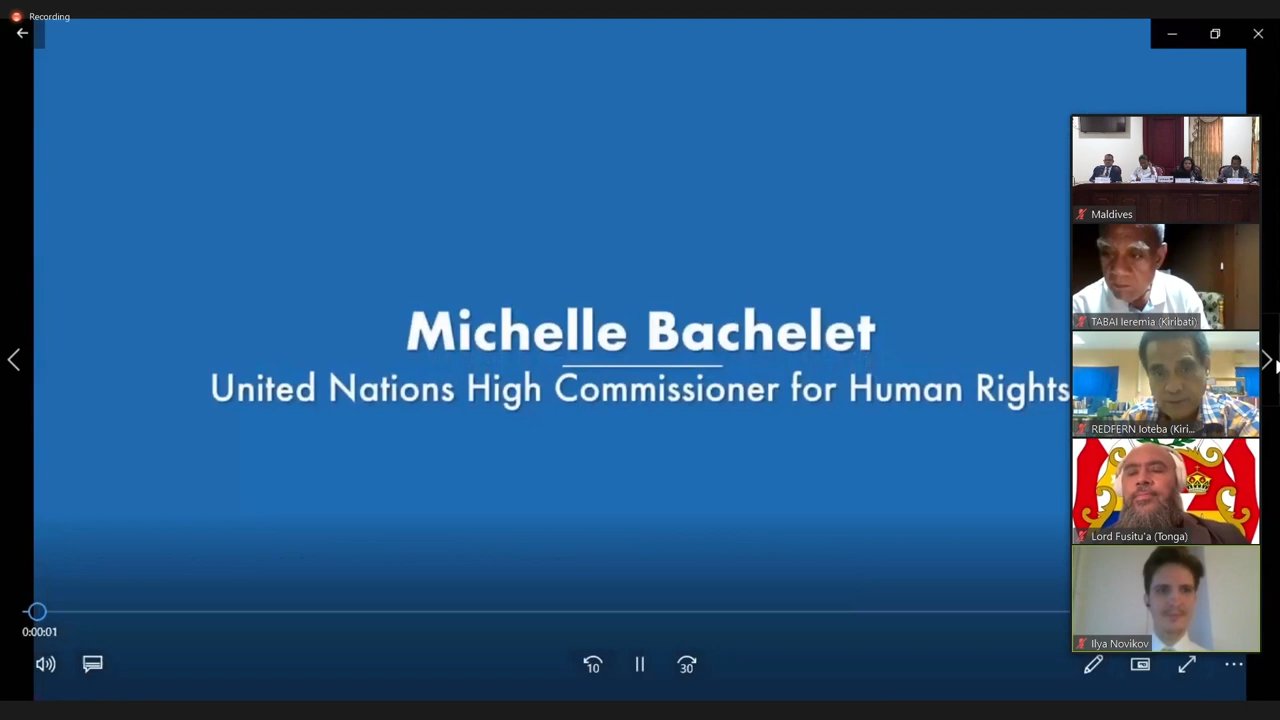 Recording
Michelle Bachelet
United Nations High Commissioner for Human Rights
Maldives
TABAI Ieremia (Kiribati)
REDFERN Ioteba (Kiri...
Lord Fusitu'a (Tonga)
Ilya Novikov
0:00:01
10
30